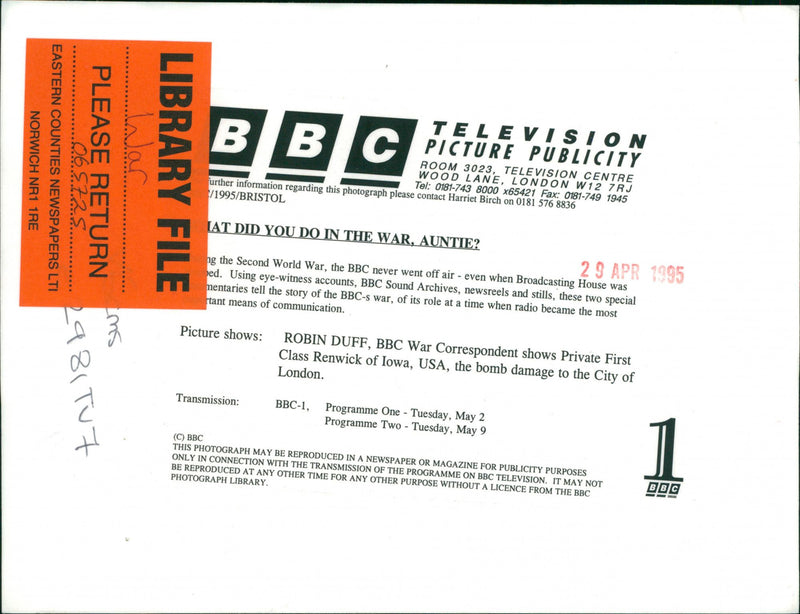 LIBRARY FILE
War
PLEASE RETURN
065725
EASTERN COUNTIES NEWSPAPERS LTD
NORWICH NR1 1RE
2981TV7
BBC TELEVISION
PICTURE PUBLICITY
ROOM 3023, TELEVISION CENTRE
WOOD LANE, LONDON W12 7RJ
Tel: 0181-743 8000 x65421 Fax: 0181-749 1945
further information regarding this photograph please contact Harriet Birch on 0181 576 8836
/1995/BRISTOL
AT DID YOU DO IN THE WAR, AUNTIE?
29 APR 1995
ng the Second World War, the BBC never went off air - even when Broadcasting House was
bed. Using eye-witness accounts, BBC Sound Archives, newsreels and stills, these two special
mentaries tell the story of the BBC-s war, of its role at a time when radio became the most
rtant means of communication.
Picture shows: ROBIN DUFF, BBC War Correspondent shows Private First
Class Renwick of Iowa, USA, the bomb damage to the City of
London.
Transmission: BBC-1, Programme One - Tuesday, May 2
Programme Two - Tuesday, May 9
(C) BBC
THIS PHOTOGRAPH MAY BE REPRODUCED IN A NEWSPAPER OR MAGAZINE FOR PUBLICITY PURPOSES
ONLY IN CONNECTION WITH THE TRANSMISSION OF THE PROGRAMME ON BBC TELEVISION. IT MAY NOT
BE REPRODUCED AT ANY OTHER TIME FOR ANY OTHER PURPOSE WITHOUT A LICENCE FROM THE BBC
PHOTOGRAPH LIBRARY.
1
BBC